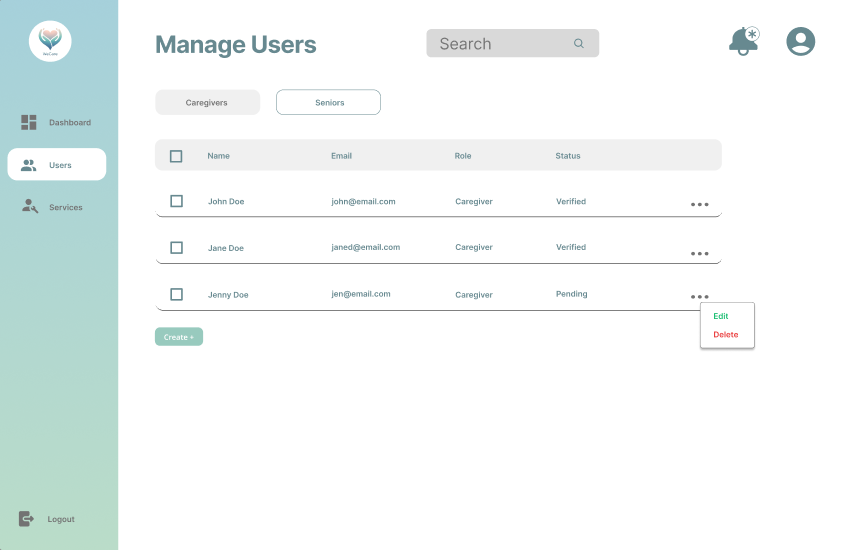 WeCare
Manage Users
Search
Dashboard
Users
Services
Logout
Caregivers
Seniors
Name Email Role Status
John Doe john@email.com Caregiver Verified
Jane Doe janed@email.com Caregiver Verified
Jenny Doe jen@email.com Caregiver Pending
Edit
Delete
Create +